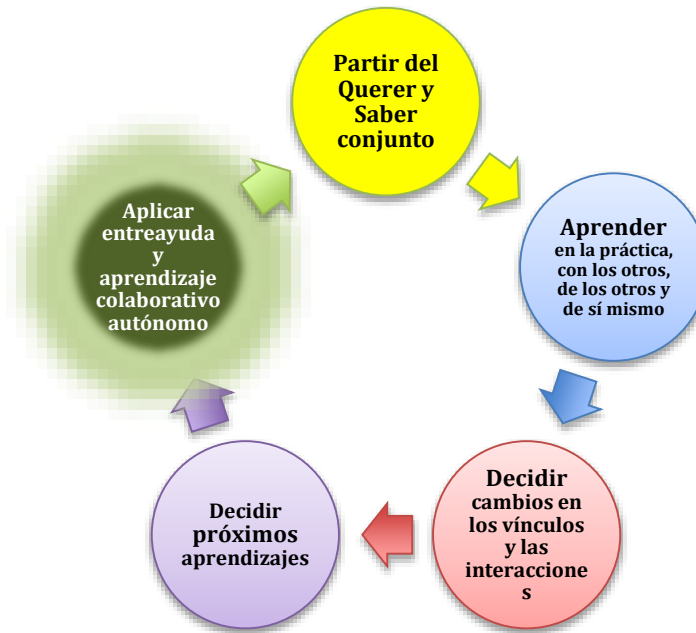 Partir del
Querer y
Saber
conjunto
Aprender
en la práctica,
con los otros,
de los otros y
de sí mismo
Decidir
cambios en
los vínculos
y las
interaccione
s
Decidir
próximos
aprendizajes
Aplicar
entreayuda
y
aprendizaje
colaborativo
autónomo